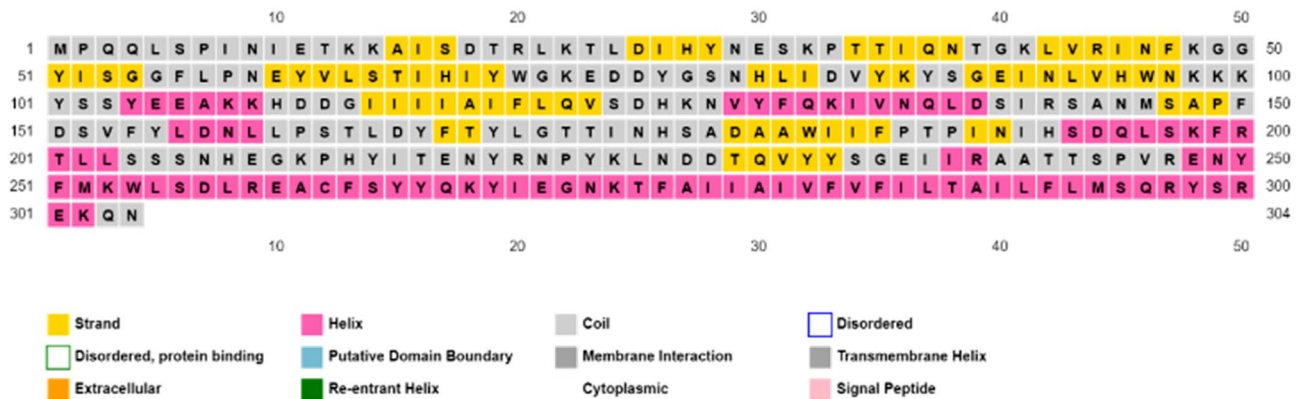 10 20 30 40 50
1 M P Q Q L S P I N I E T K K A I S D T R L K T L D I H Y N E S K P T T I Q N T G K L V R I N F K G G 50
51 Y I S G G F L P N E Y V L S T I H I Y W G K E D D Y G S N H L I D V Y K Y S G E I N L V H W N K K K 100
101 Y S S Y E E A K K H D D G I I I I A I F L Q V S D H K N V Y F Q K I V N Q L D S I R S A N M S A P F 150
151 D S V F Y L D N L L P S T L D Y F T Y L G T T I N H S A D A A W I I F P T P I N I H S D Q L S K F R 200
201 T L L S S S N H E G K P H Y I T E N Y R N P Y K L N D D T Q V Y Y S G E I I R A A T T S P V R E N Y 250
251 F M K W L S D L R E A C F S Y Y Q K Y I E G N K T F A I I A I V F V F I L T A I L F L M S Q R Y S R 300
301 E K Q N 304
10 20 30 40 50
Strand Helix Coil Disordered
Disordered, protein binding Putative Domain Boundary Membrane Interaction Transmembrane Helix
Extracellular Re-entrant Helix Cytoplasmic Signal Peptide